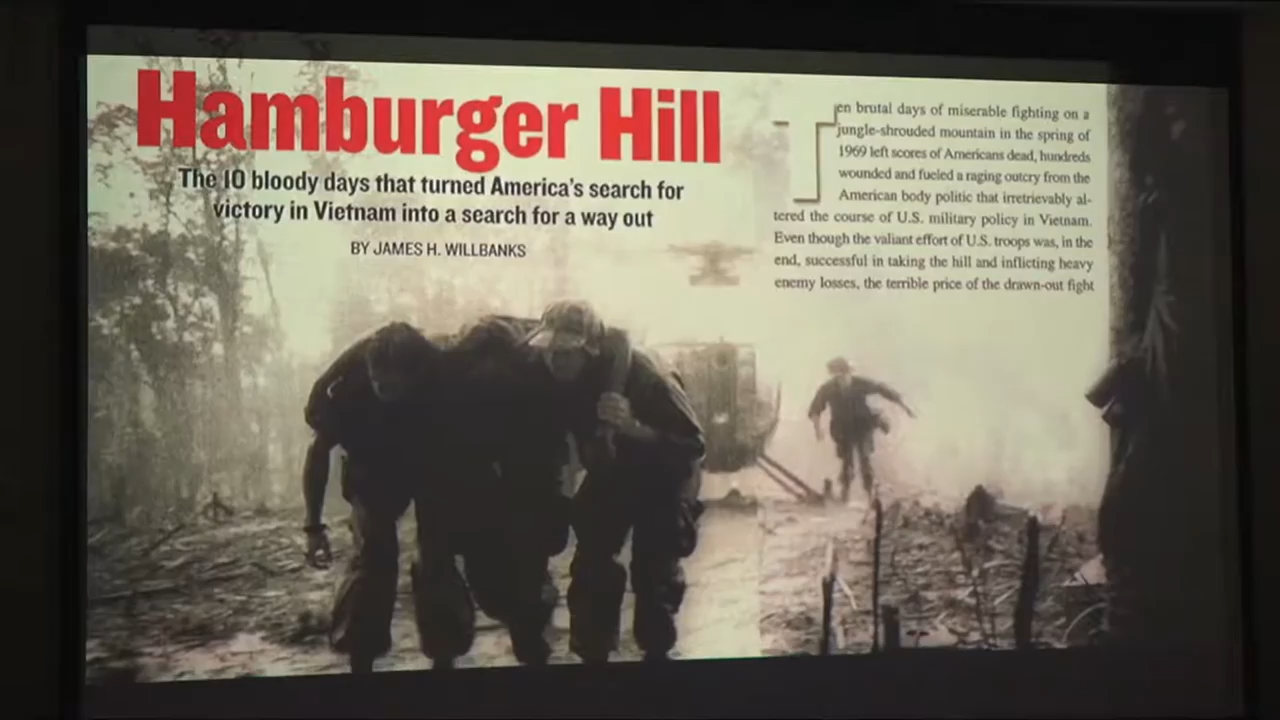 Hamburger Hill
The 10 bloody days that turned America's search for
victory in Vietnam into a search for a way out
BY JAMES H. WILLBANKS
Ten brutal days of miserable fighting on a
jungle-shrouded mountain in the spring of
1969 left scores of Americans dead, hundreds
wounded and fueled a raging outcry from the
American body politic that irretrievably al-
tered the course of U.S. military policy in Vietnam.
Even though the valiant effort of U.S. troops was, in the
end, successful in taking the hill and inflicting heavy
enemy losses, the terrible price of the drawn-out fight